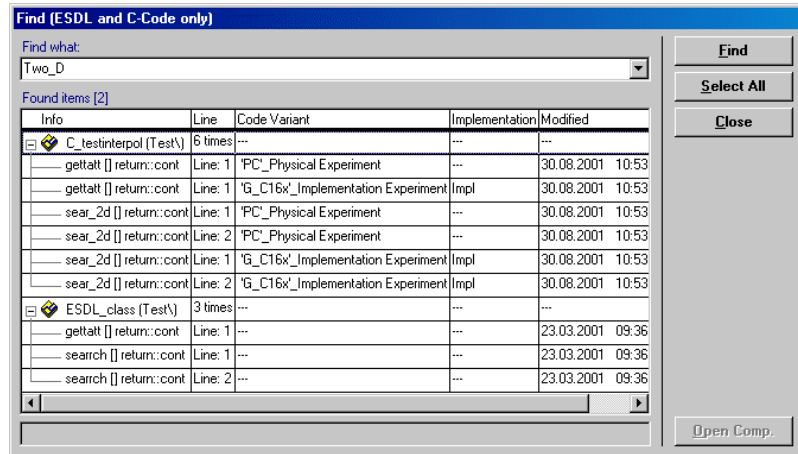 Find (ESDL and C-Code only)
Find what:
Two_D
Find
Select All
Close
Found items [2]
Info Line Code Variant Implementation Modified
C_testinterpol (Test\) 6 times --- --- ---
gettatt [] return::cont Line: 1 'PC'_Physical Experiment --- 30.08.2001 10:53
gettatt [] return::cont Line: 1 'G_C16x'_Implementation Experiment Impl 30.08.2001 10:53
sear_2d [] return::cont Line: 1 'PC'_Physical Experiment --- 30.08.2001 10:53
sear_2d [] return::cont Line: 2 'PC'_Physical Experiment --- 30.08.2001 10:53
sear_2d [] return::cont Line: 1 'G_C16x'_Implementation Experiment Impl 30.08.2001 10:53
sear_2d [] return::cont Line: 2 'G_C16x'_Implementation Experiment Impl 30.08.2001 10:53
ESDL_class (Test\) 3 times --- --- ---
gettatt [] return::cont Line: 1 --- --- 23.03.2001 09:36
searrch [] return::cont Line: 1 --- --- 23.03.2001 09:36
searrch [] return::cont Line: 2 --- --- 23.03.2001 09:36
Open Comp.